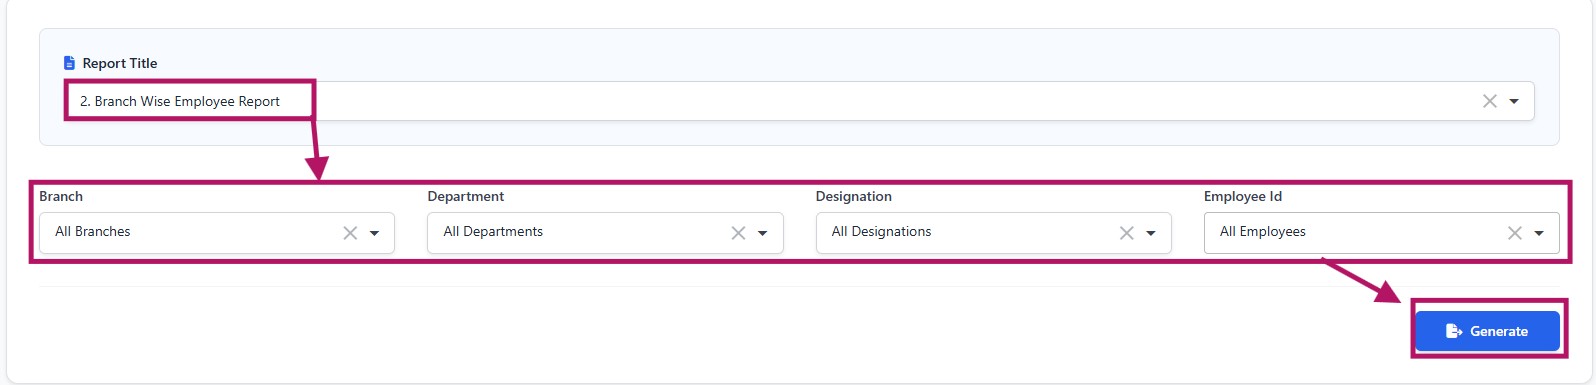 Report Title
2. Branch Wise Employee Report
Branch Department Designation Employee Id
All Branches All Departments All Designations All Employees
Generate